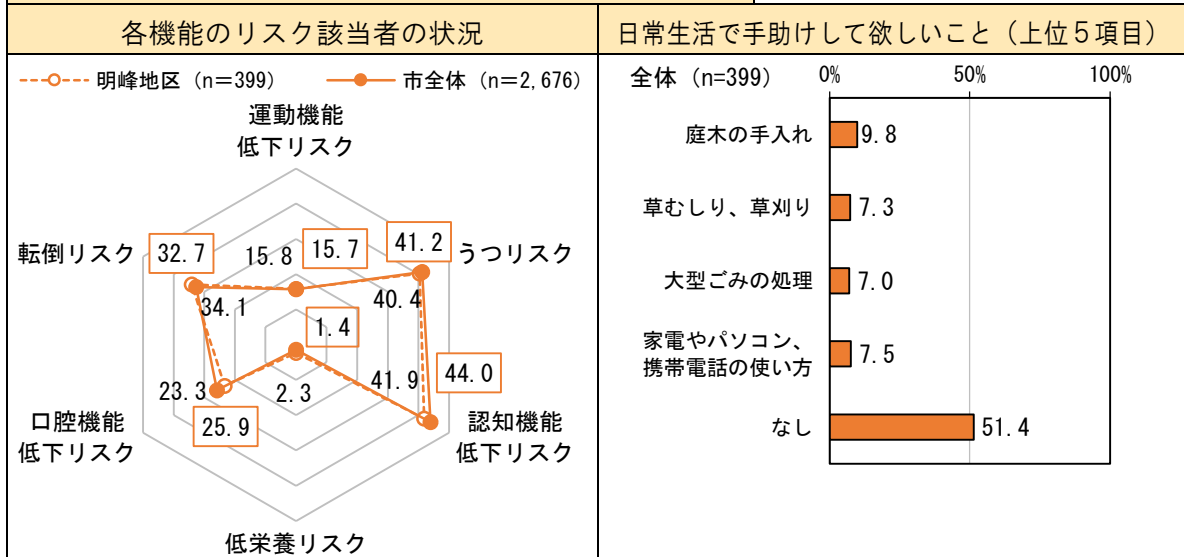 各機能のリスク該当者の状況
明峰地区（n＝399）
市全体（n＝2,676）
運動機能
低下リスク
15.8
15.7
うつリスク
41.2
40.4
認知機能
低下リスク
44.0
41.9
低栄養リスク
1.4
2.3
口腔機能
低下リスク
23.3
25.9
転倒リスク
32.7
34.1
日常生活で手助けして欲しいこと（上位５項目）
全体（n=399）
0%
50%
100%
庭木の手入れ
9.8
草むしり、草刈り
7.3
大型ごみの処理
7.0
家電やパソコン、
携帯電話の使い方
7.5
なし
51.4